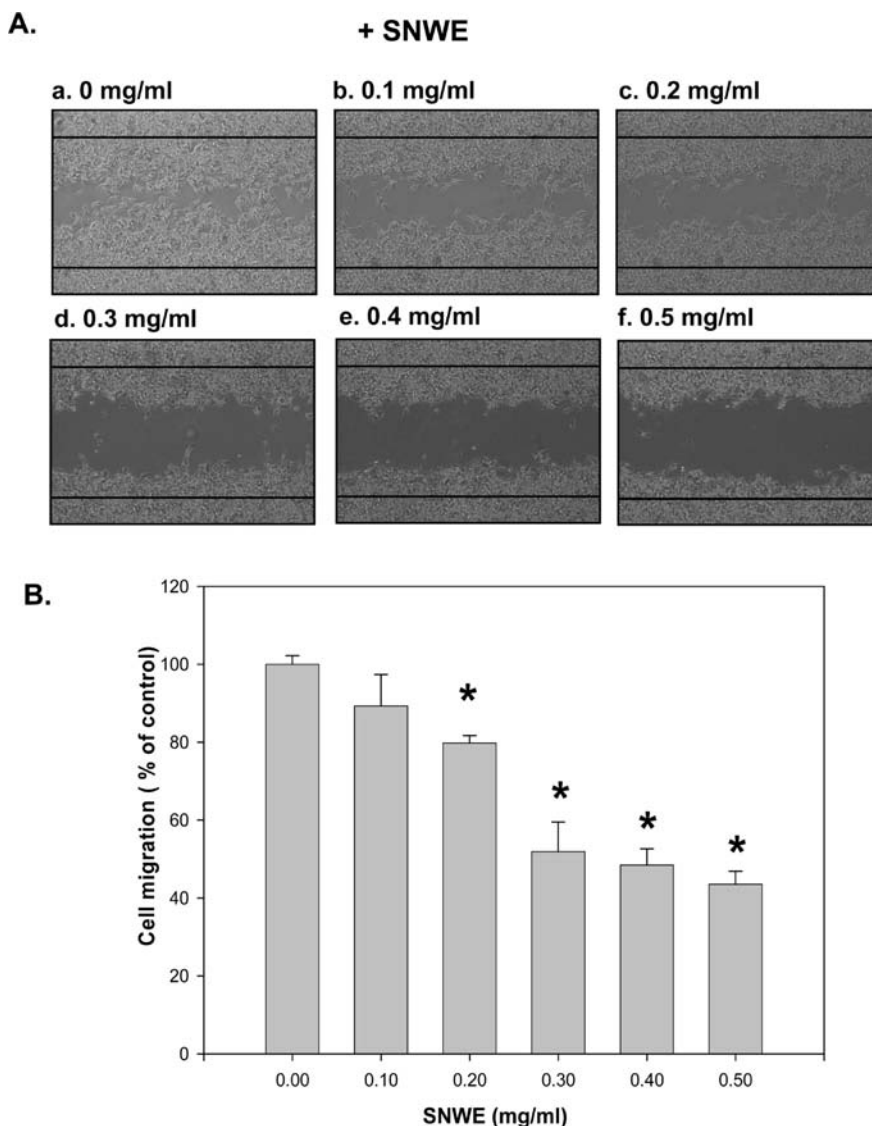 A.
+ SNWE
a. 0 mg/ml
b. 0.1 mg/ml
c. 0.2 mg/ml
d. 0.3 mg/ml
e. 0.4 mg/ml
f. 0.5 mg/ml
B.
Cell migration ( % of control)
120
100
80
60
40
20
0
*
*
*
*
0.00
0.10
0.20
0.30
0.40
0.50
SNWE (mg/ml)